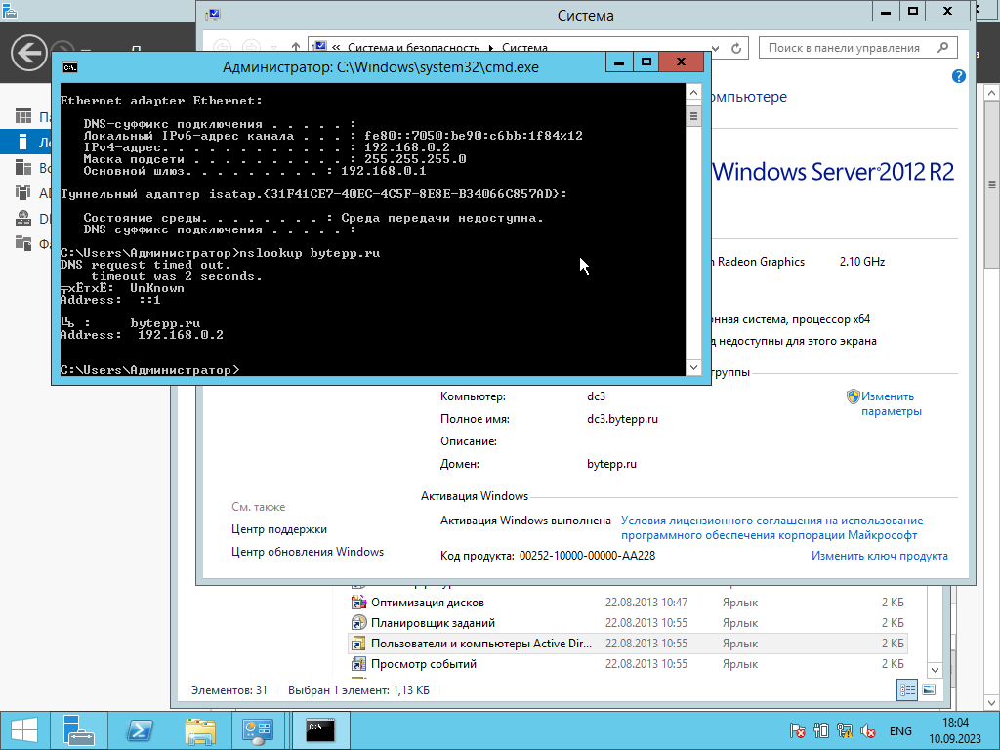 Система
« Система и безопасность ▸ Система
Поиск в панели управления
Администратор: C:\Windows\system32\cmd.exe
Ethernet adapter Ethernet:
DNS-суффикс подключения . . . . . :
Локальный IPv6-адрес канала . . . : fe80::7050:be90:c6bb:1f84%12
IPv4-адрес. . . . . . . . . . . . : 192.168.0.2
Маска подсети . . . . . . . . . . : 255.255.255.0
Основной шлюз. . . . . . . . . : 192.168.0.1
Туннельный адаптер isatap.{31F41CE7-40EC-4C5F-8E8E-B34066C857AD}:
Состояние среды. . . . . . . . : Среда передачи недоступна.
DNS-суффикс подключения . . . . . :
C:\Users\Администратор>nslookup bytepp.ru
DNS request timed out.
timeout was 2 seconds.
╤хЁтхЁ: UnKnown
Address: ::1
bytepp.ru
Address: 192.168.0.2
C:\Users\Администратор>
омпьютере
Windows Server 2012 R2
n Radeon Graphics 2.10 GHz
нная система, процессор x64
д недоступны для этого экрана
группы
Компьютер: dc3
Изменить
параметры
Полное имя: dc3.bytepp.ru
Описание:
Домен: bytepp.ru
Активация Windows
Активация Windows выполнена Условия лицензионного соглашения на использование
программного обеспечения корпорации Майкрософт
Код продукта: 00252-10000-00000-AA228 Изменить ключ продукта
См. также
Центр поддержки
Центр обновления Windows
Оптимизация дисков 22.08.2013 10:47 Ярлык 2 КБ
Планировщик заданий 22.08.2013 10:55 Ярлык 2 КБ
Пользователи и компьютеры Active Dir... 22.08.2013 10:55 Ярлык 2 КБ
Просмотр событий 22.08.2013 10:55 Ярлык 2 КБ
Элементов: 31 Выбран 1 элемент: 1,13 КБ
ENG
18:04
10.09.2023